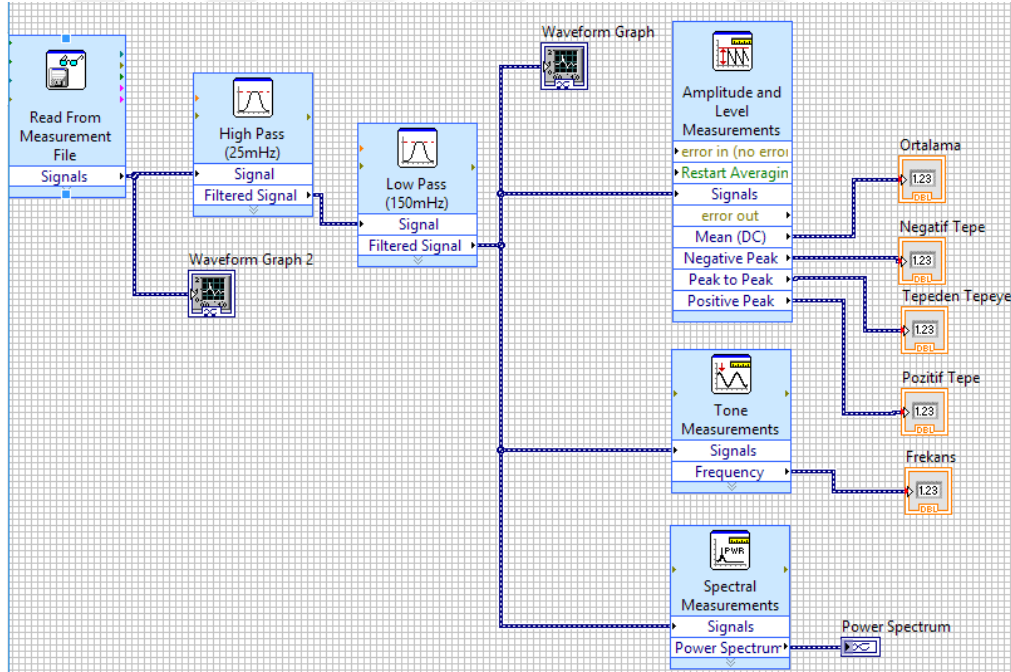 Read From
Measurement
File
Signals
High Pass
(25mHz)
Signal
Filtered Signal
Waveform Graph 2
Low Pass
(150mHz)
Signal
Filtered Signal
Waveform Graph
Amplitude and
Level
Measurements
error in (no erro
Restart Averagin
Signals
error out
Mean (DC)
Negative Peak
Peak to Peak
Positive Peak
Ortalama
1.23
DBL
Negatif Tepe
1.23
DBL
Tepeden Tepeye
1.23
DBL
Pozitif Tepe
1.23
DBL
Tone
Measurements
Signals
Frequency
Frekans
1.23
DBL
PWR
Spectral
Measurements
Signals
Power Spectrum
Power Spectrum